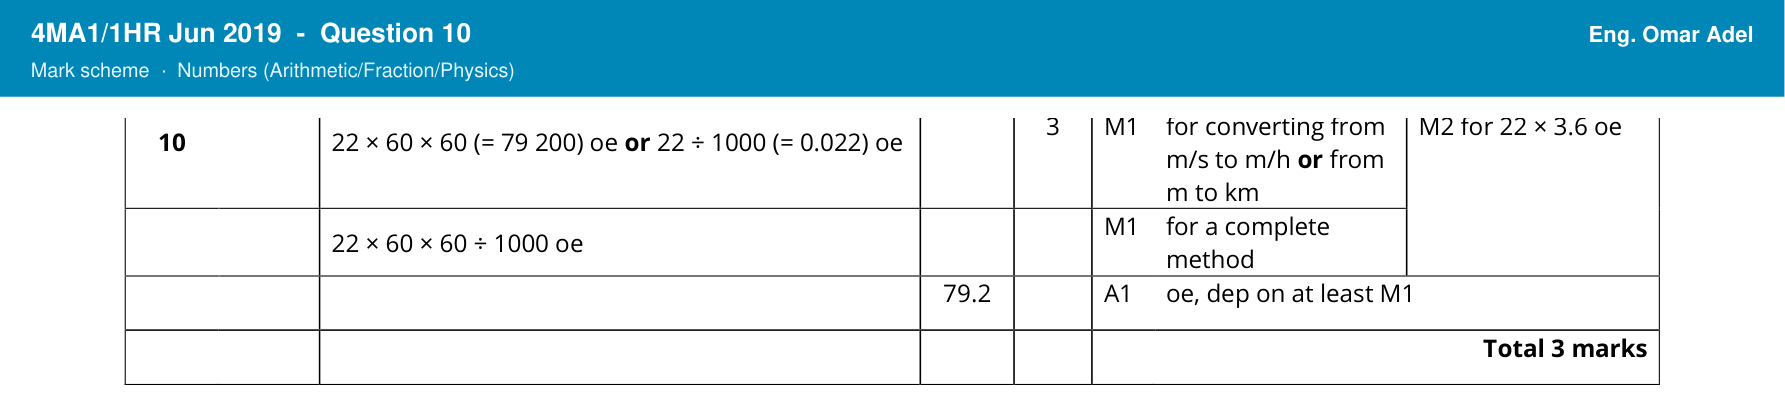 4MA1/1HR Jun 2019 - Question 10
Eng. Omar Adel
Mark scheme · Numbers (Arithmetic/Fraction/Physics)
10 22 × 60 × 60 (= 79 200) oe or 22 ÷ 1000 (= 0.022) oe 3 M1 for converting from M2 for 22 × 3.6 oe
m/s to m/h or from
m to km
22 × 60 × 60 ÷ 1000 oe M1 for a complete
method
79.2 A1 oe, dep on at least M1
Total 3 marks